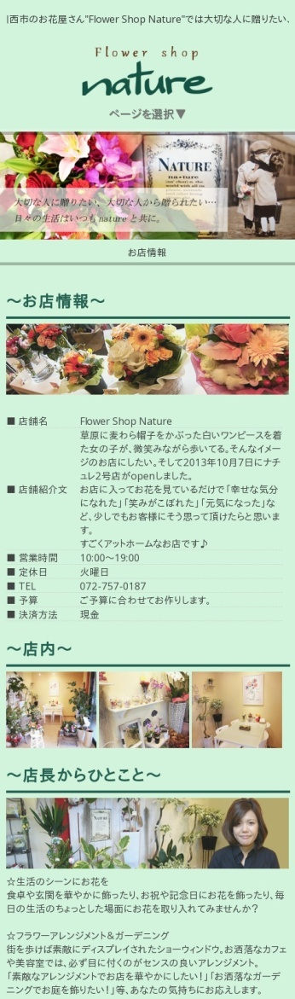 西市のお花屋さん"Flower Shop Nature"では大切な人に贈りたい、
Flower shop
nature
ページを選択▼
NATURE
na•ture
大切な人に贈りたい、大切な人から贈られたい…
日々の生活はいつも nature と共に。
お店情報
～お店情報～
■ 店舗名 Flower Shop Nature
草原に麦わら帽子をかぶった白いワンピースを着
た女の子が、微笑みながら歩いてる。そんなイメー
ジのお店にしたい。そして2013年10月7日にナチ
ュレ2号店がopenしました。
■ 店舗紹介文 お店に入ってお花を見ているだけで「幸せな気分
になれた」「笑みがこぼれた」「元気になった」な
ど、少しでもお客様にそう思って頂けたらと思いま
す。
すごくアットホームなお店です♪
■ 営業時間 10:00～19:00
■ 定休日 火曜日
■ TEL 072-757-0187
■ 予算 ご予算に合わせてお作りします。
■ 決済方法 現金
～店内～
～店長からひとこと～
NATURE
☆生活のシーンにお花を
食卓や玄関を華やかに飾ったり、お祝や記念日にお花を飾ったり、毎
日の生活のちょっとした場面にお花を取り入れてみませんか？
☆フラワーアレンジメント＆ガーデニング
街を歩けば素敵にディスプレイされたショーウィンドウ。お洒落なカフェ
や美容室では、必ず目に付くのがセンスの良いアレンジメント。
「素敵なアレンジメントでお店を華やかにしたい！」「お洒落なガーデ
ニングでお庭を飾りたい！」等、あなたの気持ちにお応えします。